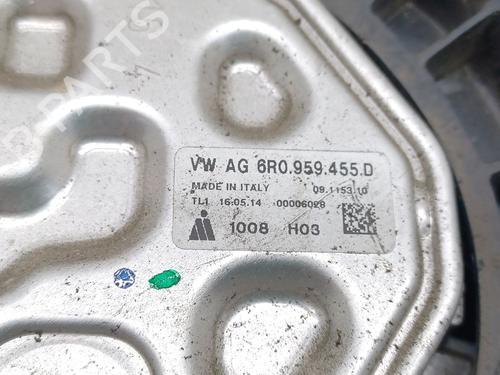 VW AG 6R0.959.455.D
MADE IN ITALY 09.1153.10
TL1 16.05.14 00006028
1008 H03